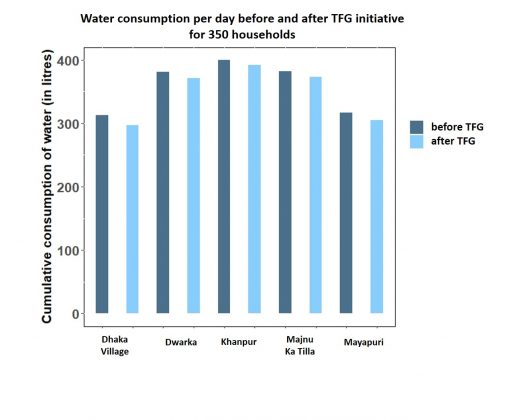 Water consumption per day before and after TFG initiative
for 350 households
Cumulative consumption of water (in litres)
400
300
200
100
0
before TFG
after TFG
Dhaka
Village
Dwarka
Khanpur
Majnu
Ka Tilla
Mayapuri